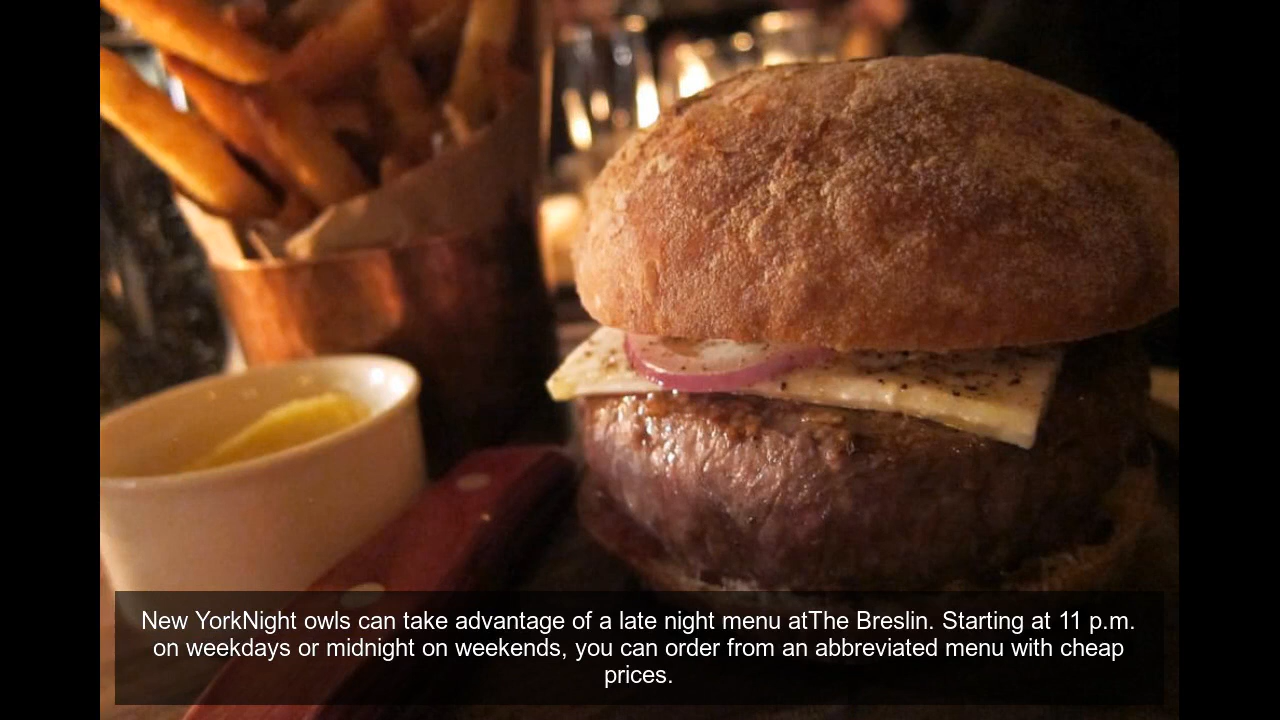 New YorkNight owls can take advantage of a late night menu atThe Breslin. Starting at 11 p.m.
on weekdays or midnight on weekends, you can order from an abbreviated menu with cheap
prices.